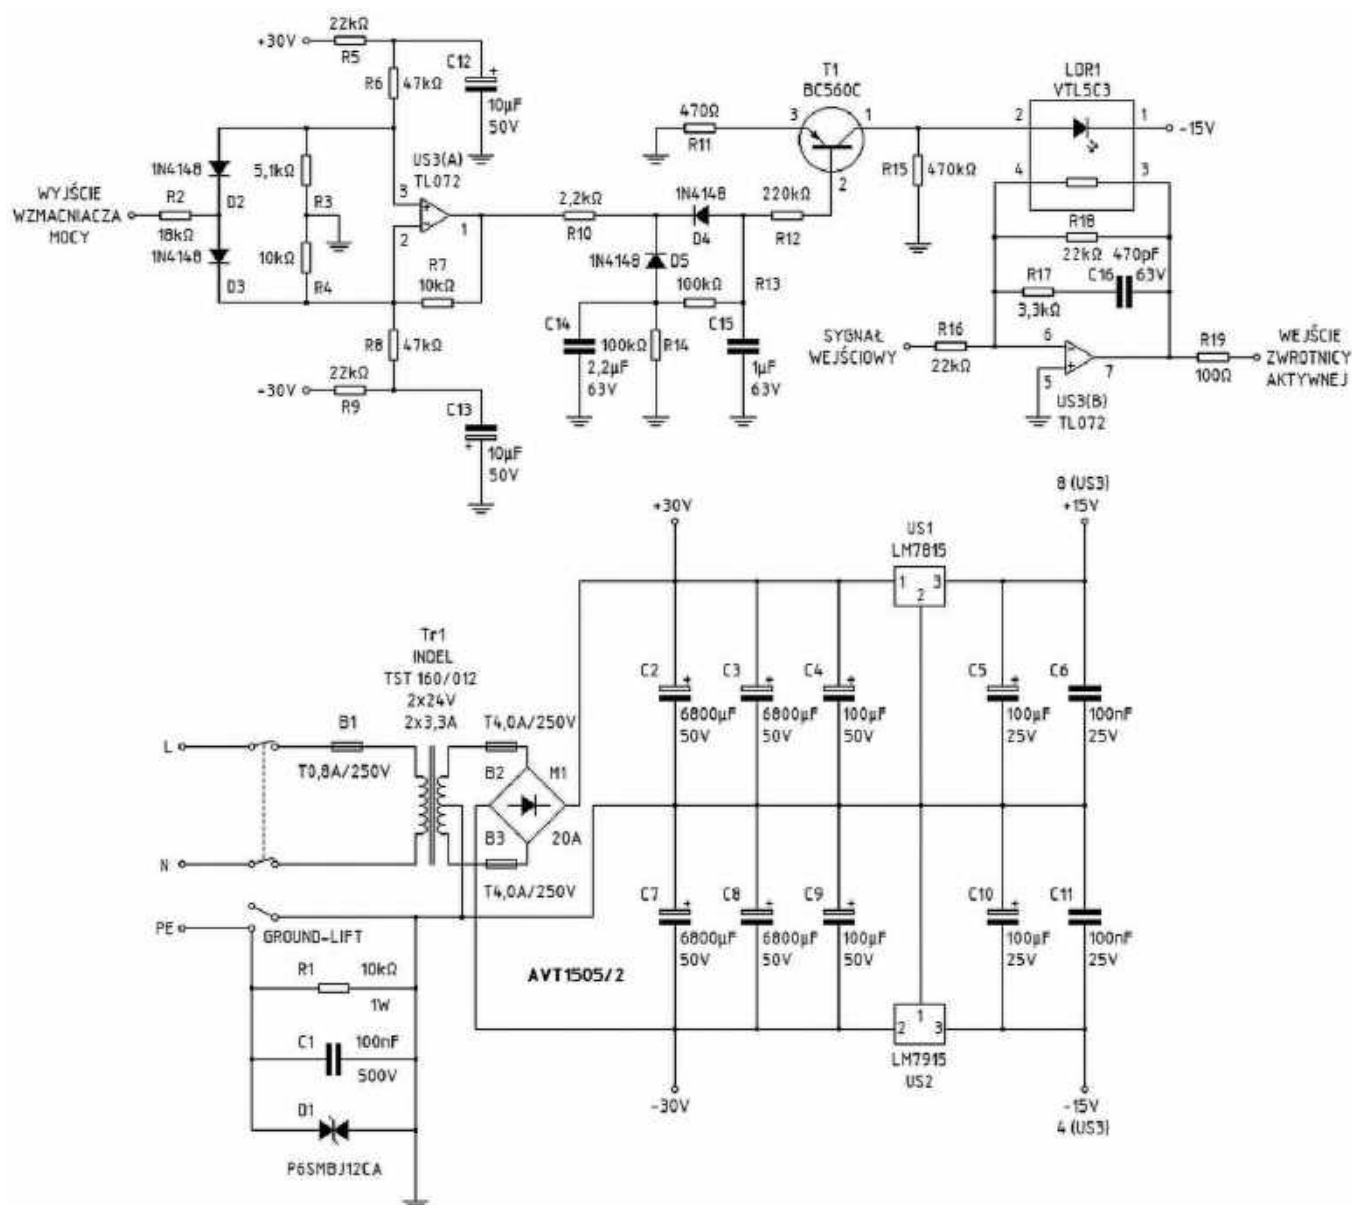 22kΩ
+30V
R5
C12
+
R6
47kΩ
10µF
50V
1N4148
5,1kΩ
US3(A)
TL072
WYJŚCIE
WZMACNIACZA
MOCY
R2
D2
R3
3
+
1
18kΩ
2
−
1N4148
10kΩ
R7
D3
R4
10kΩ
R8
47kΩ
22kΩ
-30V
R9
C13
+
10µF
50V
T1
BC560C
470Ω
3
1
R11
2
2,2kΩ
1N4148
220kΩ
R10
D4
R12
1N4148
D5
100kΩ
R13
C14
100kΩ
R14
C15
2,2µF
63V
1µF
63V
LDR1
VTL5C3
2
1
-15V
R15
470kΩ
4
3
R18
22kΩ
470pF
R17
C16
63V
3,3kΩ
SYGNAŁ
WEJŚCIOWY
R16
22kΩ
6
5
7
US3(B)
TL072
R19
100Ω
WEJŚCIE
ZWROTNICY
AKTYWNEJ
8 (US3)
+30V
+15V
US1
LM7815
1
3
2
Tr1
INDEL
TST 160/012
2x24V
2x3,3A
C2
+
6800µF
50V
C3
+
6800µF
50V
C4
+
100µF
50V
C5
+
100µF
25V
C6
100nF
25V
B1
T4,0A/250V
L
T0,8A/250V
B2
M1
B3
20A
N
T4,0A/250V
C7
+
6800µF
50V
C8
+
6800µF
50V
C9
+
100µF
50V
C10
+
100µF
25V
C11
100nF
25V
PE
GROUND-LIFT
R1
10kΩ
1W
AVT1505/2
C1
100nF
500V
1
2
3
LM7915
US2
D1
P6SMBJ12CA
-30V
-15V
4 (US3)